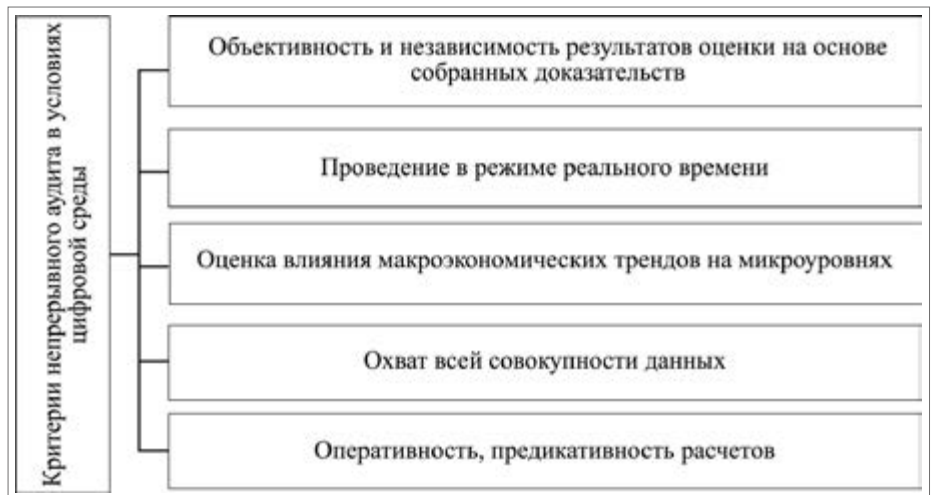 Критерии непрерывного аудита в условиях
цифровой среды
Объективность и независимость результатов оценки на основе
собранных доказательств
Проведение в режиме реального времени
Оценка влияния макроэкономических трендов на микроуровнях
Охват всей совокупности данных
Оперативность, предикативность расчетов